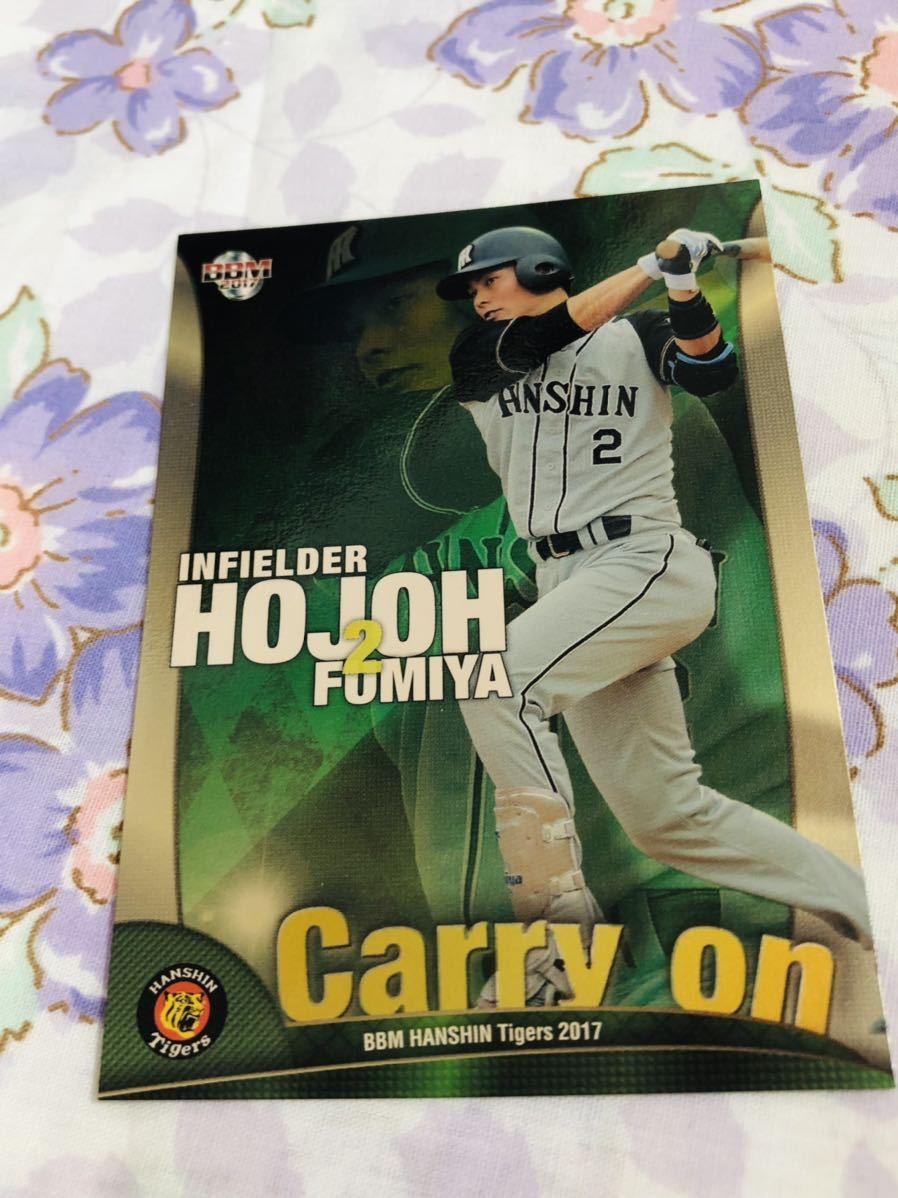 BBM
2017
HANSHIN
2
INFIELDER
HOJOH
2
FUMIYA
Carry on
HANSHIN
Tigers
BBM HANSHIN Tigers 2017